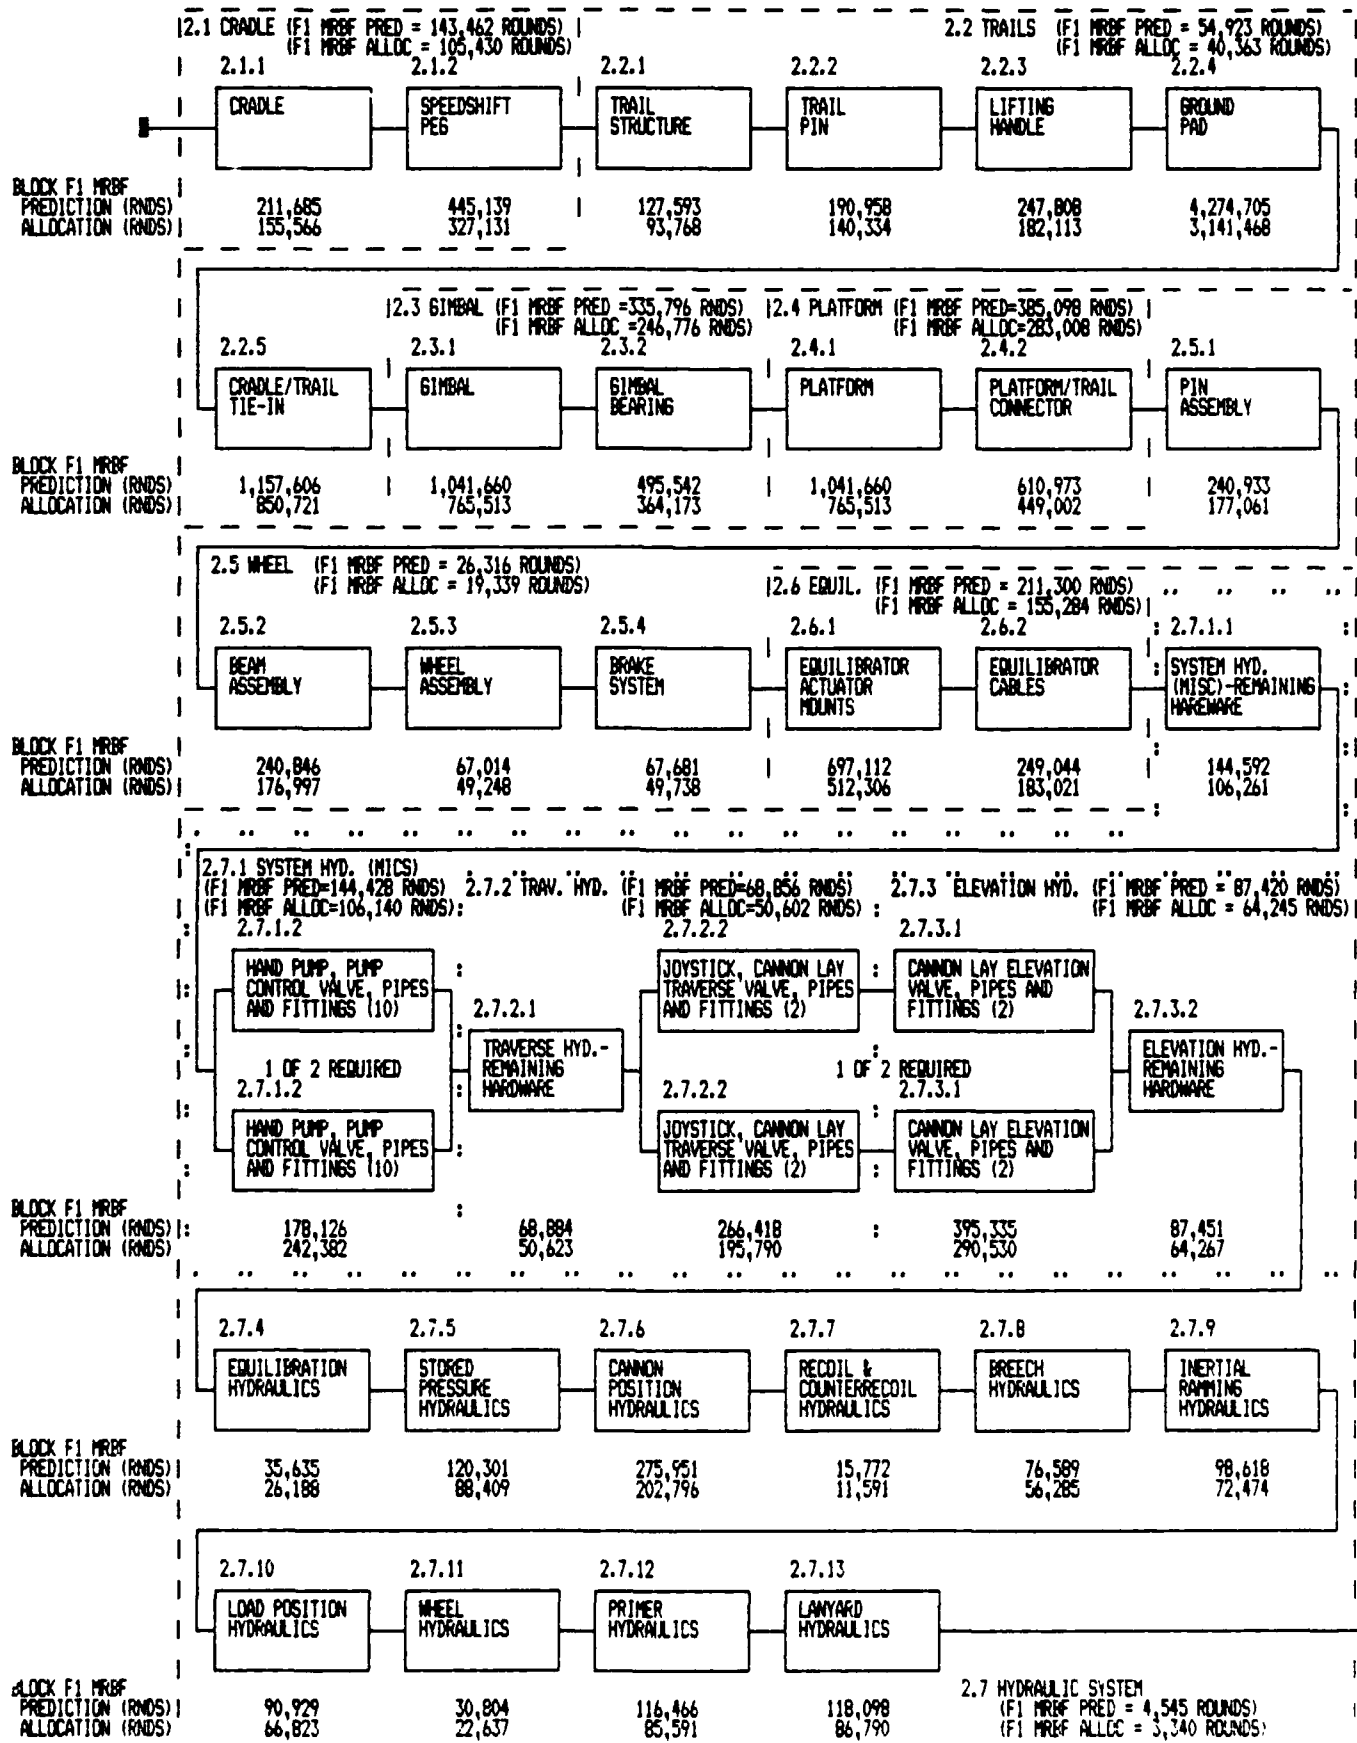 2.1 CRADLE (F1 MRBF PRED = 143,462 ROUNDS)
(F1 MRBF ALLOC = 105,430 ROUNDS)
2.2 TRAILS (F1 MRBF PRED = 54,923 ROUNDS)
(F1 MRBF ALLOC = 40,363 ROUNDS)
2.1.1 2.1.2 2.2.1 2.2.2 2.2.3 2.2.4
CRADLE SPEEDSHIFT TRAIL TRAIL LIFTING GROUND
PEG STRUCTURE PIN HANDLE PAD
BLOCK F1 MRBF
PREDICTION (RNDS) 211,685 445,139 127,593 190,958 247,808 4,274,705
ALLOCATION (RNDS) 155,566 327,131 93,768 140,334 182,113 3,141,468
2.3 GIMBAL (F1 MRBF PRED =335,796 RNDS) 2.4 PLATFORM (F1 MRBF PRED=385,098 RNDS)
(F1 MRBF ALLOC =246,776 RNDS) (F1 MRBF ALLOC=283,008 RNDS)
2.2.5 2.3.1 2.3.2 2.4.1 2.4.2 2.5.1
CRADLE/TRAIL GIMBAL GIMBAL PLATFORM PLATFORM/TRAIL PIN
TIE-IN BEARING CONNECTOR ASSEMBLY
BLOCK F1 MRBF
PREDICTION (RNDS) 1,157,606 1,041,660 495,542 1,041,660 610,973 240,933
ALLOCATION (RNDS) 850,721 765,513 364,173 765,513 449,002 177,061
2.5 WHEEL (F1 MRBF PRED = 26,316 ROUNDS)
(F1 MRBF ALLOC = 19,339 ROUNDS)
2.6 EQUIL. (F1 MRBF PRED = 211,300 RNDS)
(F1 MRBF ALLOC = 155,284 RNDS)
2.5.2 2.5.3 2.5.4 2.6.1 2.6.2 2.7.1.1
BEAM WHEEL BRAKE EQUILIBRATOR EQUILIBRATOR SYSTEM HYD.
ASSEMBLY ASSEMBLY SYSTEM ACTUATOR CABLES (MISC)-REMAINING
MOUNTS HAREWARE
BLOCK F1 MRBF
PREDICTION (RNDS) 240,846 67,014 67,681 697,112 249,044 144,592
ALLOCATION (RNDS) 176,997 49,248 49,738 512,306 183,021 106,261
2.7.1 SYSTEM HYD. (MICS)
(F1 MRBF PRED=144,428 RNDS) 2.7.2 TRAV. HYD. (F1 MRBF PRED=68,856 RNDS) 2.7.3 ELEVATION HYD. (F1 MRBF PRED = 87,420 RNDS)
(F1 MRBF ALLOC=106,140 RNDS) (F1 MRBF ALLOC=50,602 RNDS) (F1 MRBF ALLOC = 64,245 RNDS)
2.7.1.2 2.7.2.2 2.7.3.1
HAND PUMP, PUMP JOYSTICK, CANNON LAY CANNON LAY ELEVATION
CONTROL VALVE, PIPES TRAVERSE VALVE, PIPES VALVE, PIPES AND
AND FITTINGS (10) AND FITTINGS (2) FITTINGS (2)
2.7.2.1 2.7.3.2
TRAVERSE HYD.- ELEVATION HYD.-
1 OF 2 REQUIRED REMAINING 1 OF 2 REQUIRED REMAINING
2.7.1.2 HARDWARE 2.7.2.2 2.7.3.1 HARDWARE
HAND PUMP, PUMP JOYSTICK, CANNON LAY CANNON LAY ELEVATION
CONTROL VALVE, PIPES TRAVERSE VALVE, PIPES VALVE, PIPES AND
AND FITTINGS (10) AND FITTINGS (2) FITTINGS (2)
BLOCK F1 MRBF
PREDICTION (RNDS) 178,126 68,884 266,418 395,335 87,451
ALLOCATION (RNDS) 242,382 50,623 195,790 290,530 64,267
2.7.4 2.7.5 2.7.6 2.7.7 2.7.8 2.7.9
EQUILIBRATION STORED CANNON RECOIL & BREECH INERTIAL
HYDRAULICS PRESSURE POSITION COUNTERRECOIL HYDRAULICS RAMMING
HYDRAULICS HYDRAULICS HYDRAULICS HYDRAULICS
BLOCK F1 MRBF
PREDICTION (RNDS) 35,635 120,301 275,951 15,772 76,589 98,618
ALLOCATION (RNDS) 26,188 88,409 202,796 11,591 56,285 72,474
2.7.10 2.7.11 2.7.12 2.7.13
LOAD POSITION WHEEL PRIMER LANYARD
HYDRAULICS HYDRAULICS HYDRAULICS HYDRAULICS
BLOCK F1 MRBF
PREDICTION (RNDS) 90,929 30,804 116,466 118,098
ALLOCATION (RNDS) 66,823 22,637 85,591 86,790
2.7 HYDRAULIC SYSTEM
(F1 MRBF PRED = 4,545 ROUNDS)
(F1 MRBF ALLOC = 3,340 ROUNDS)